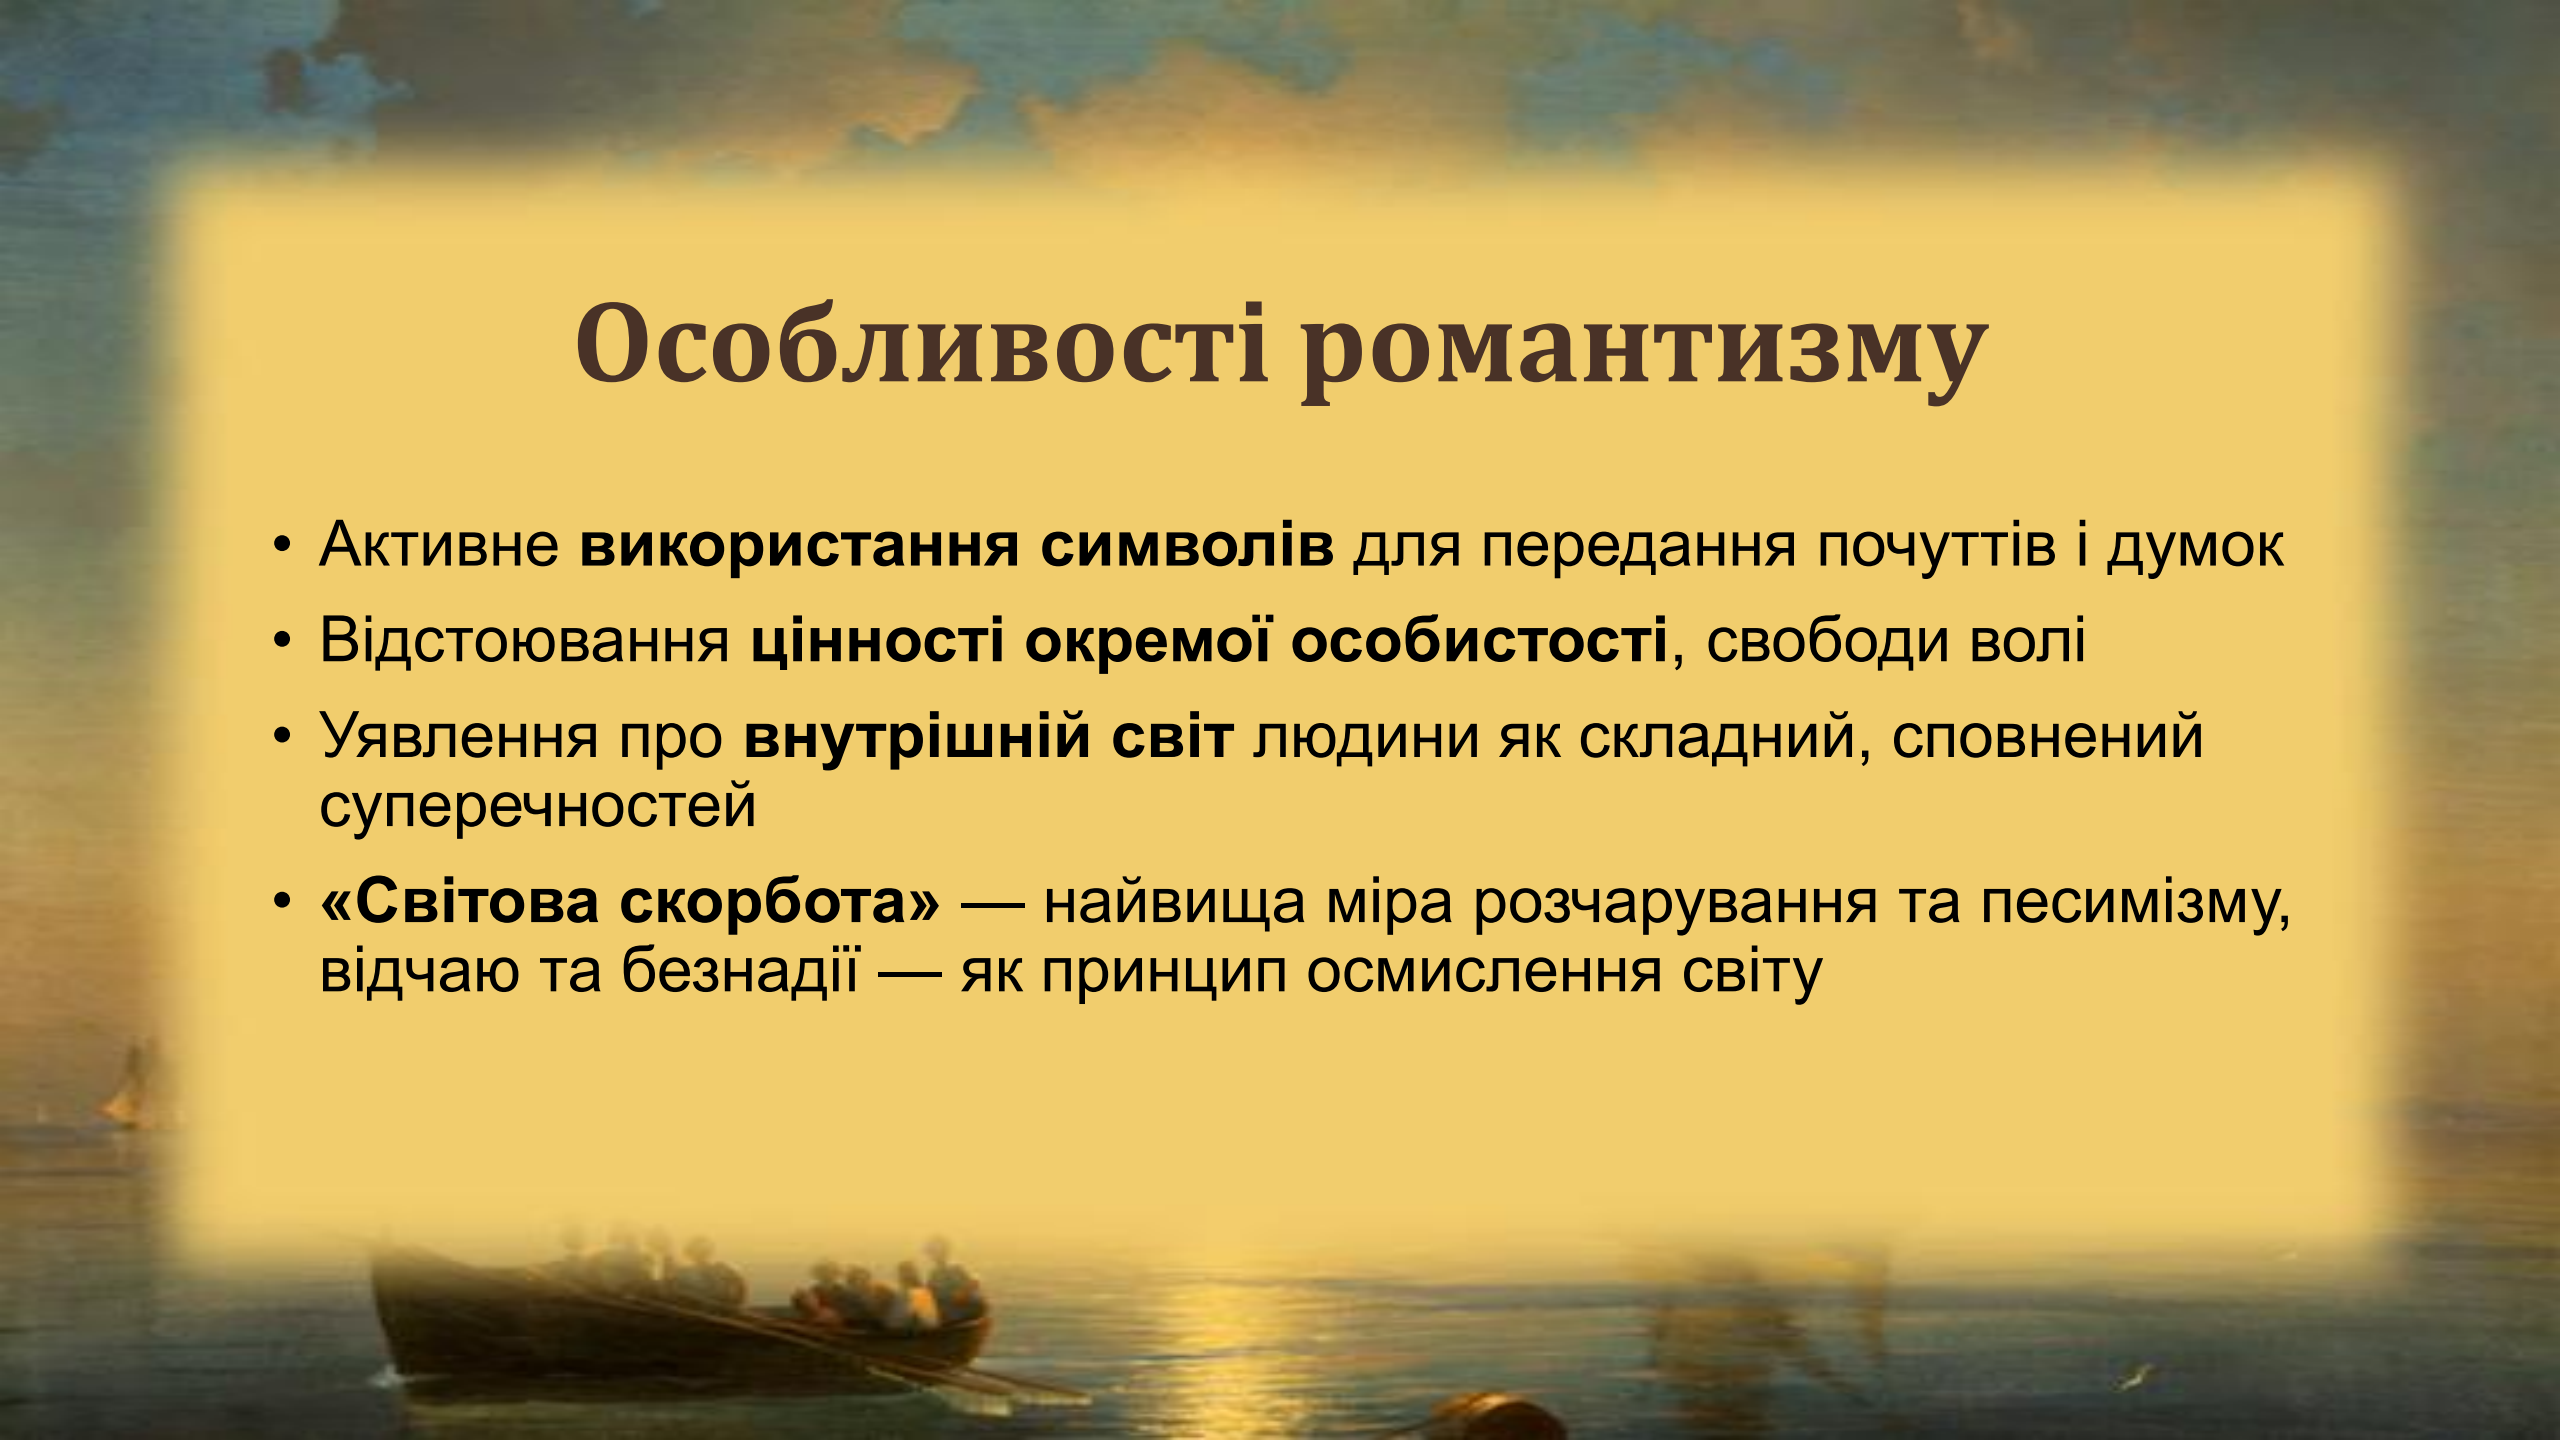 Особливості романтизму
• Активне використання символів для передання почуттів і думок
• Відстоювання цінності окремої особистості, свободи волі
• Уявлення про внутрішній світ людини як складний, сповнений
суперечностей
• «Світова скорбота» — найвища міра розчарування та песимізму,
відчаю та безнадії — як принцип осмислення світу